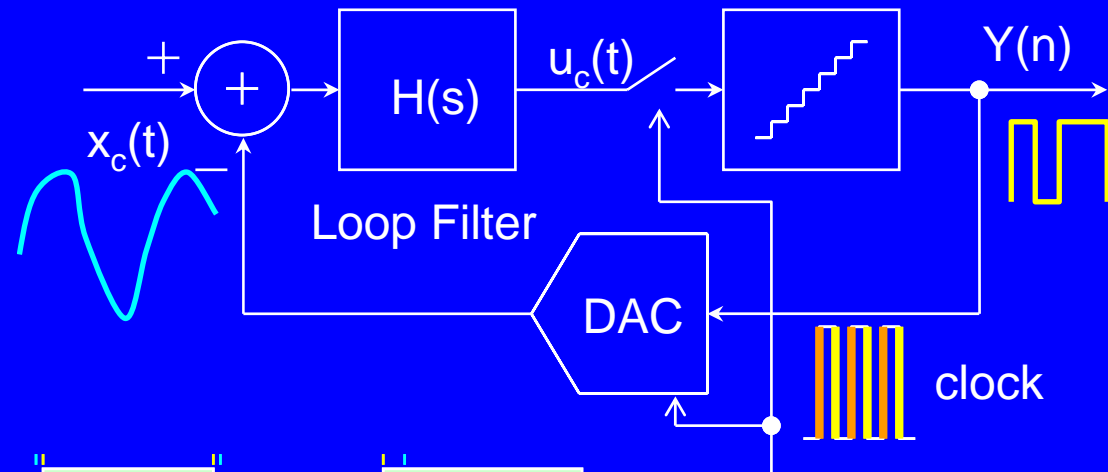 +
+
H(s)
u_c(t)
Y(n)
x_c(t)
−
Loop Filter
DAC
clock